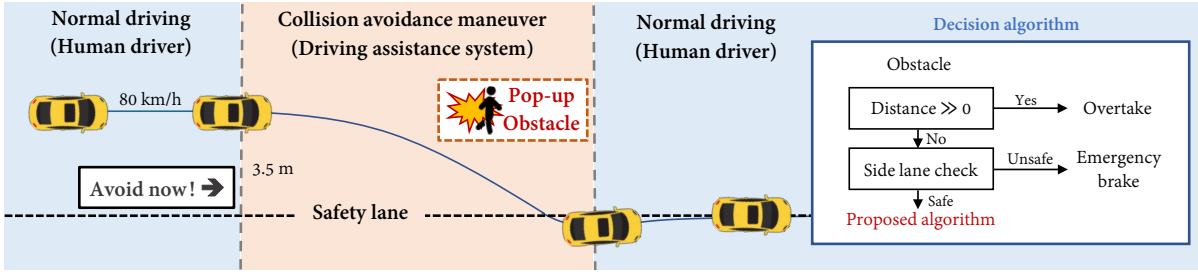 Normal driving
(Human driver)
Collision avoidance maneuver
(Driving assistance system)
Normal driving
(Human driver)
80 km/h
Avoid now!
3.5 m
Pop-up
Obstacle
Safety lane
Decision algorithm
Obstacle
Distance ≫ 0
Yes
Overtake
No
Side lane check
Unsafe
Emergency
brake
Safe
Proposed algorithm